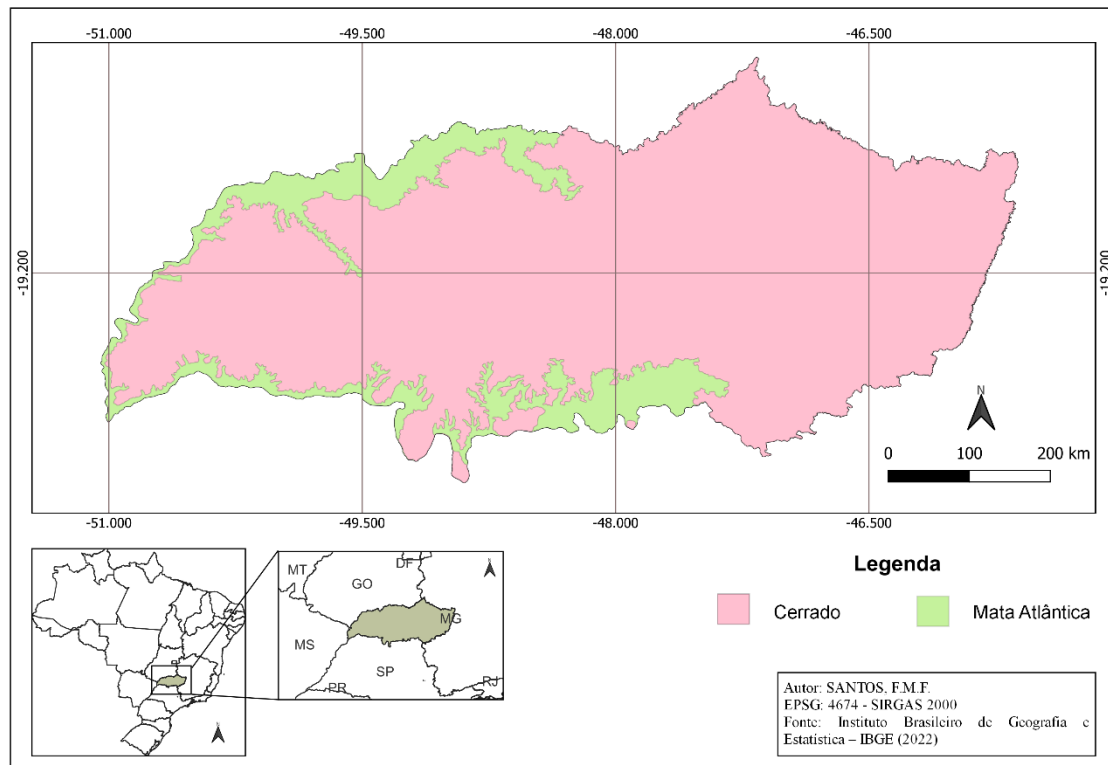 -51.000 -49.500 -48.000 -46.500
-19.200 -19.200
N
0 100 200 km
-51.000 -49.500 -48.000 -46.500
Legenda
Cerrado Mata Atlântica
MT DF
GO
MG
MS
SP
PR RJ
Autor: SANTOS, F.M.F.
EPSG: 4674 - SIRGAS 2000
Fonte: Instituto Brasileiro de Geografia e
Estatística – IBGE (2022)